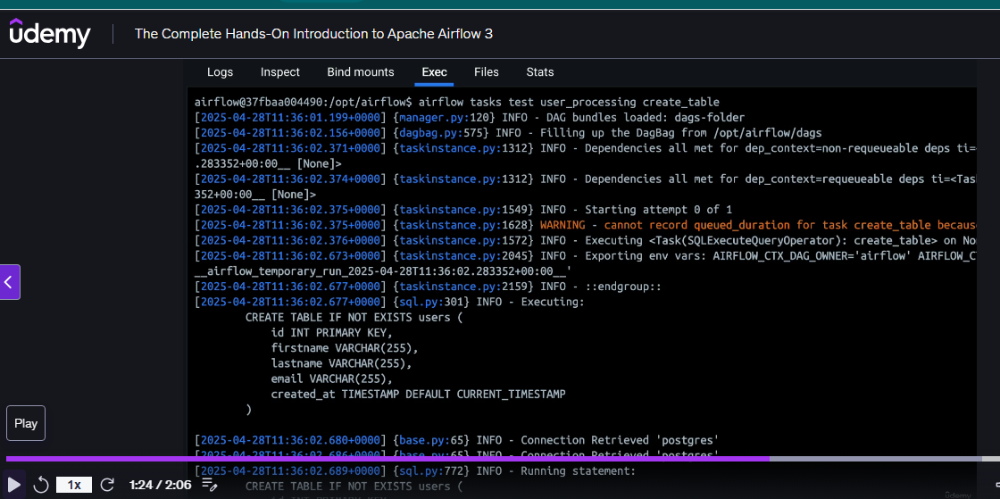 ûdemy
The Complete Hands-On Introduction to Apache Airflow 3
Logs Inspect Bind mounts Exec Files Stats
airflow@37fbaa004490:/opt/airflow$ airflow tasks test user_processing create_table
[2025-04-28T11:36:01.199+0000] {manager.py:120} INFO - DAG bundles loaded: dags-folder
[2025-04-28T11:36:02.156+0000] {dagbag.py:575} INFO - Filling up the DagBag from /opt/airflow/dags
[2025-04-28T11:36:02.371+0000] {taskinstance.py:1312} INFO - Dependencies all met for dep_context=non-requeueable deps ti=<
.283352+00:00__ [None]>
[2025-04-28T11:36:02.374+0000] {taskinstance.py:1312} INFO - Dependencies all met for dep_context=requeueable deps ti=<Tas
352+00:00__ [None]>
[2025-04-28T11:36:02.375+0000] {taskinstance.py:1549} INFO - Starting attempt 0 of 1
[2025-04-28T11:36:02.375+0000] {taskinstance.py:1628} WARNING - cannot record queued_duration for task create_table becaus
[2025-04-28T11:36:02.376+0000] {taskinstance.py:1572} INFO - Executing <Task(SQLExecuteQueryOperator): create_table> on No
[2025-04-28T11:36:02.673+0000] {taskinstance.py:2045} INFO - Exporting env vars: AIRFLOW_CTX_DAG_OWNER='airflow' AIRFLOW_C
__airflow_temporary_run_2025-04-28T11:36:02.283352+00:00__'
[2025-04-28T11:36:02.677+0000] {taskinstance.py:2159} INFO - ::endgroup::
[2025-04-28T11:36:02.677+0000] {sql.py:301} INFO - Executing:
CREATE TABLE IF NOT EXISTS users (
id INT PRIMARY KEY,
firstname VARCHAR(255),
lastname VARCHAR(255),
email VARCHAR(255),
created_at TIMESTAMP DEFAULT CURRENT_TIMESTAMP
)
Play
[2025-04-28T11:36:02.680+0000] {base.py:65} INFO - Connection Retrieved 'postgres'
[2025-04-28T11:36:02.686+0000] {base.py:65} INFO - Connection Retrieved 'postgres'
[2025-04-28T11:36:02.689+0000] {sql.py:772} INFO - Running statement:
CREATE TABLE IF NOT EXISTS users (
1x 1:24 / 2:06
ûdemy